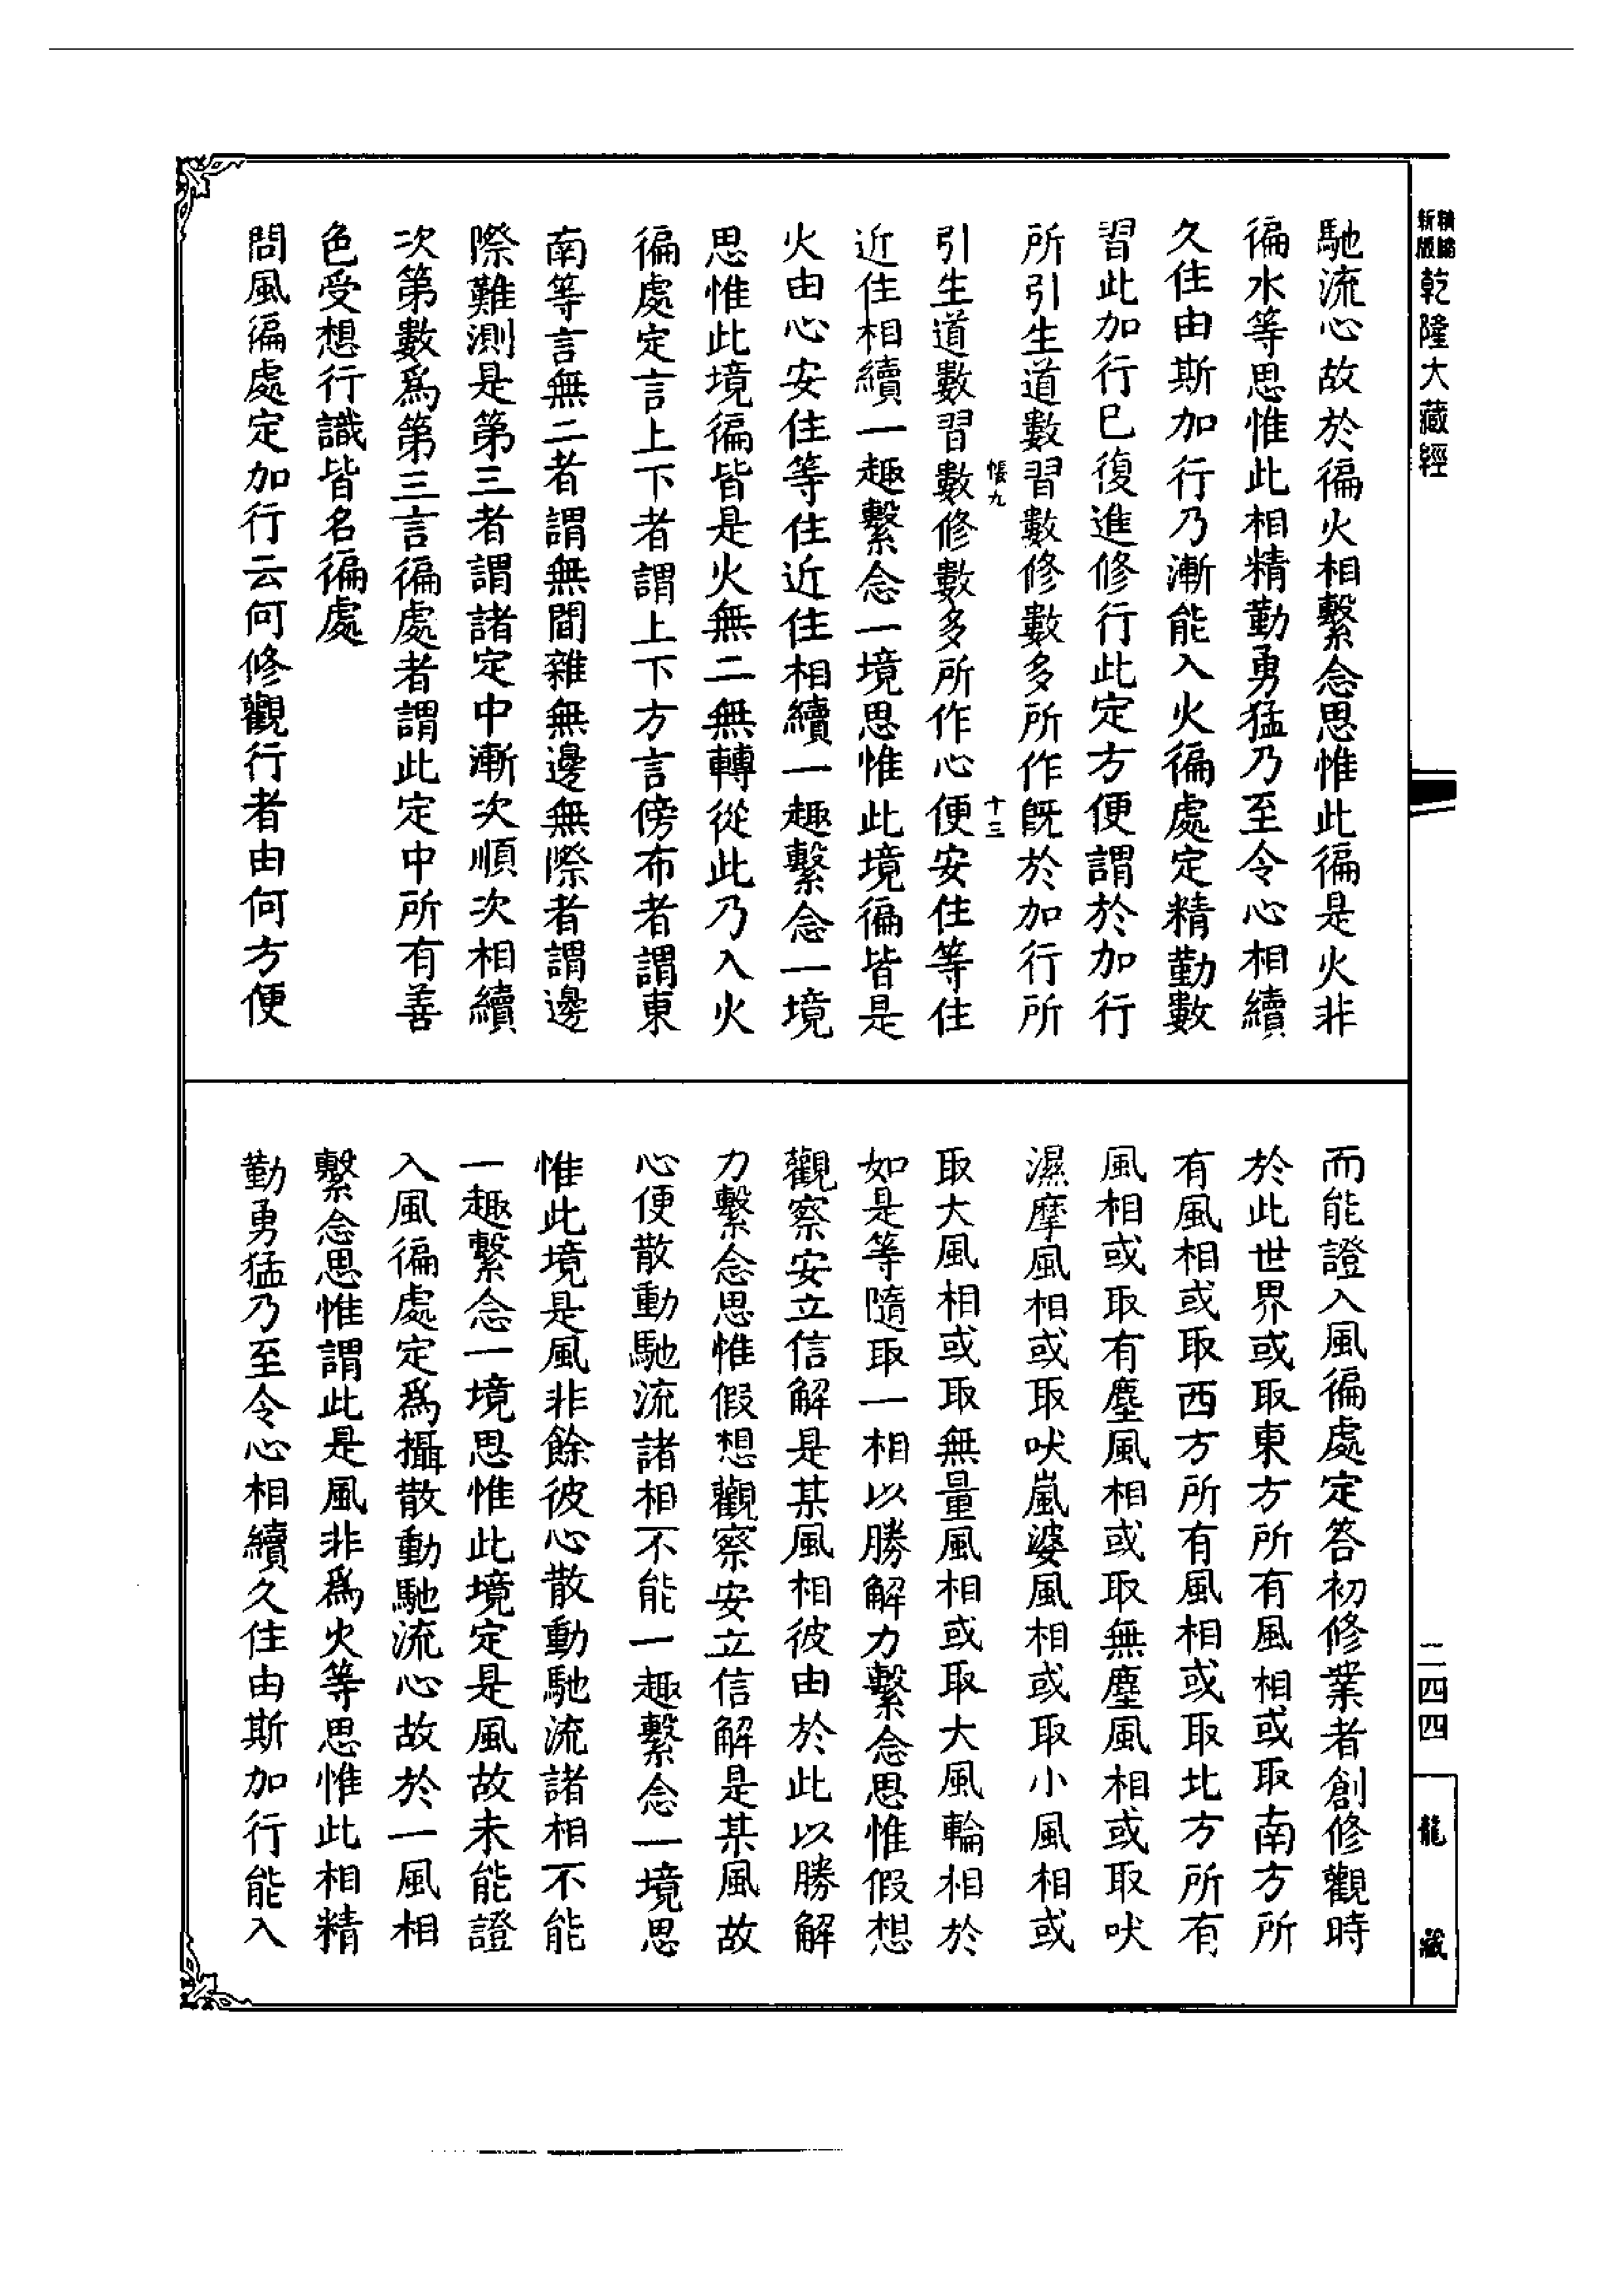 精縮新版乾隆大藏經
馳流心故於徧火相繫念思惟此徧是火非
徧水等思惟此相精勤勇猛乃至令心相續
久住由斯加行乃漸能入火徧處定精勤數
習此加行已復進修行此定方便謂於加行
所引生道數習數修數多所作既於加行所
悵九 十三
引生道數習數修數多所作心便安住等住
近住相續一趣繫念一境思惟此境徧皆是
火由心安住等住近住相續一趣繫念一境
思惟此境徧皆是火無二無轉從此乃入火
徧處定言上下者謂上下方言傍布者謂東
南等言無二者謂無間雜無邊無際者謂邊
際難測是第三者謂諸定中漸次順次相續
次第數爲第三言徧處者謂此定中所有善
色受想行識皆名徧處
問風徧處定加行云何修觀行者由何方便
而能證入風徧處定答初修業者創修觀時
於此世界或取東方所有風相或取南方所
有風相或取西方所有風相或取北方所有
風相或取有塵風相或取無塵風相或取吠
濕摩風相或取吠嵐婆風相或取小風相或
取大風相或取無量風相或取大風輪相於
如是等隨取一相以勝解力繫念思惟假想
觀察安立信解是某風相彼由於此以勝解
力繫念思惟假想觀察安立信解是某風故
心便散動馳流諸相不能一趣繫念一境思
惟此境是風非餘彼心散動馳流諸相不能
一趣繫念一境思惟此境定是風故未能證
入風徧處定爲攝散動馳流心故於一風相
繫念思惟謂此是風非爲火等思惟此相精
勤勇猛乃至令心相續久住由斯加行能入
二四四
龍藏